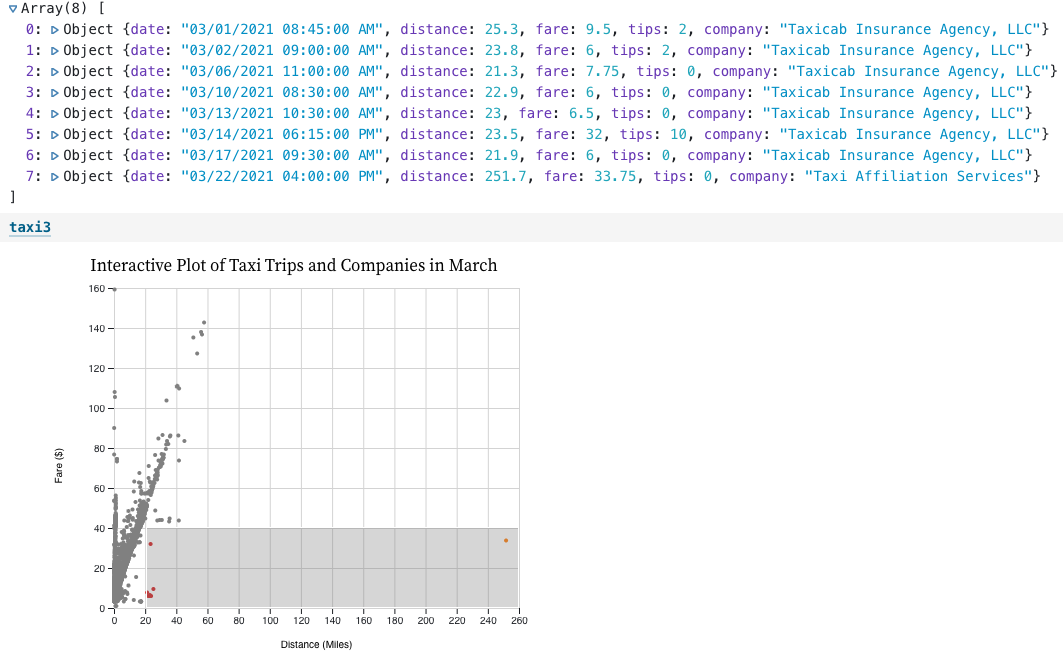 ▽ Array(8) [
0: ▷ Object {date: "03/01/2021 08:45:00 AM", distance: 25.3, fare: 9.5, tips: 2, company: "Taxicab Insurance Agency, LLC"}
1: ▷ Object {date: "03/02/2021 09:00:00 AM", distance: 23.8, fare: 6, tips: 2, company: "Taxicab Insurance Agency, LLC"}
2: ▷ Object {date: "03/06/2021 11:00:00 AM", distance: 21.3, fare: 7.75, tips: 0, company: "Taxicab Insurance Agency, LLC"}
3: ▷ Object {date: "03/10/2021 08:30:00 AM", distance: 22.9, fare: 6, tips: 0, company: "Taxicab Insurance Agency, LLC"}
4: ▷ Object {date: "03/13/2021 10:30:00 AM", distance: 23, fare: 6.5, tips: 0, company: "Taxicab Insurance Agency, LLC"}
5: ▷ Object {date: "03/14/2021 06:15:00 PM", distance: 23.5, fare: 32, tips: 10, company: "Taxicab Insurance Agency, LLC"}
6: ▷ Object {date: "03/17/2021 09:30:00 AM", distance: 21.9, fare: 6, tips: 0, company: "Taxicab Insurance Agency, LLC"}
7: ▷ Object {date: "03/22/2021 04:00:00 PM", distance: 251.7, fare: 33.75, tips: 0, company: "Taxi Affiliation Services"}
]
taxi3
Interactive Plot of Taxi Trips and Companies in March
160
140
120
100
80
60
40
20
0
Fare ($)
0 20 40 60 80 100 120 140 160 180 200 220 240 260
Distance (Miles)